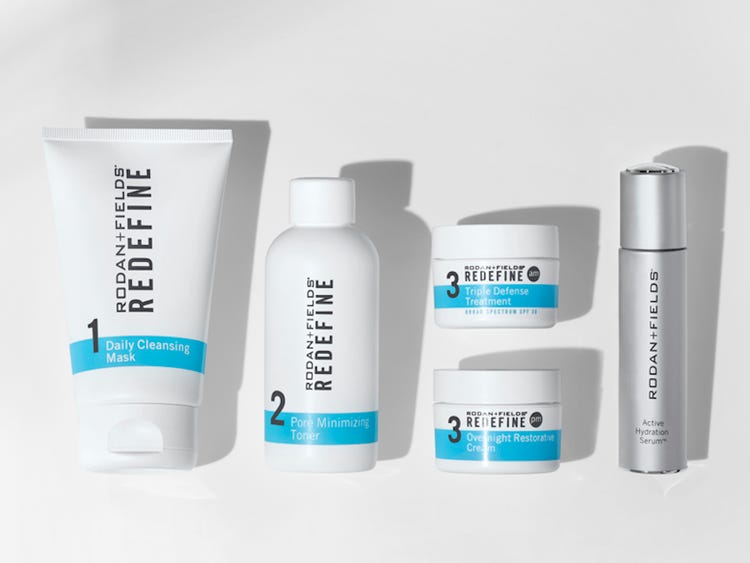 RODAN+FIELDS®
REDEFINE
1
Daily Cleansing
Mask
RODAN+FIELDS®
REDEFINE
2
Pore Minimizing
Toner
RODAN+FIELDS
REDEFINE
am
3
Triple Defense
Treatment
BROAD SPECTRUM SPF 30
RODAN+FIELDS®
REDEFINE
pm
3
Overnight Restorative
Cream
RODAN+FIELDS®
Active
Hydration
Serum™